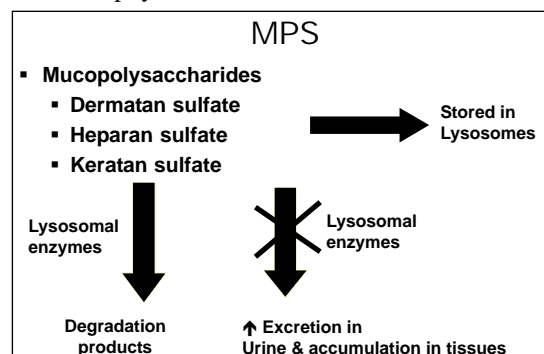 MPS
▪ Mucopolysaccharides
▪ Dermatan sulfate
▪ Heparan sulfate
▪ Keratan sulfate
Stored in
Lysosomes
Lysosomal
enzymes
Lysosomal
enzymes
Degradation
products
↑ Excretion in
Urine & accumulation in tissues